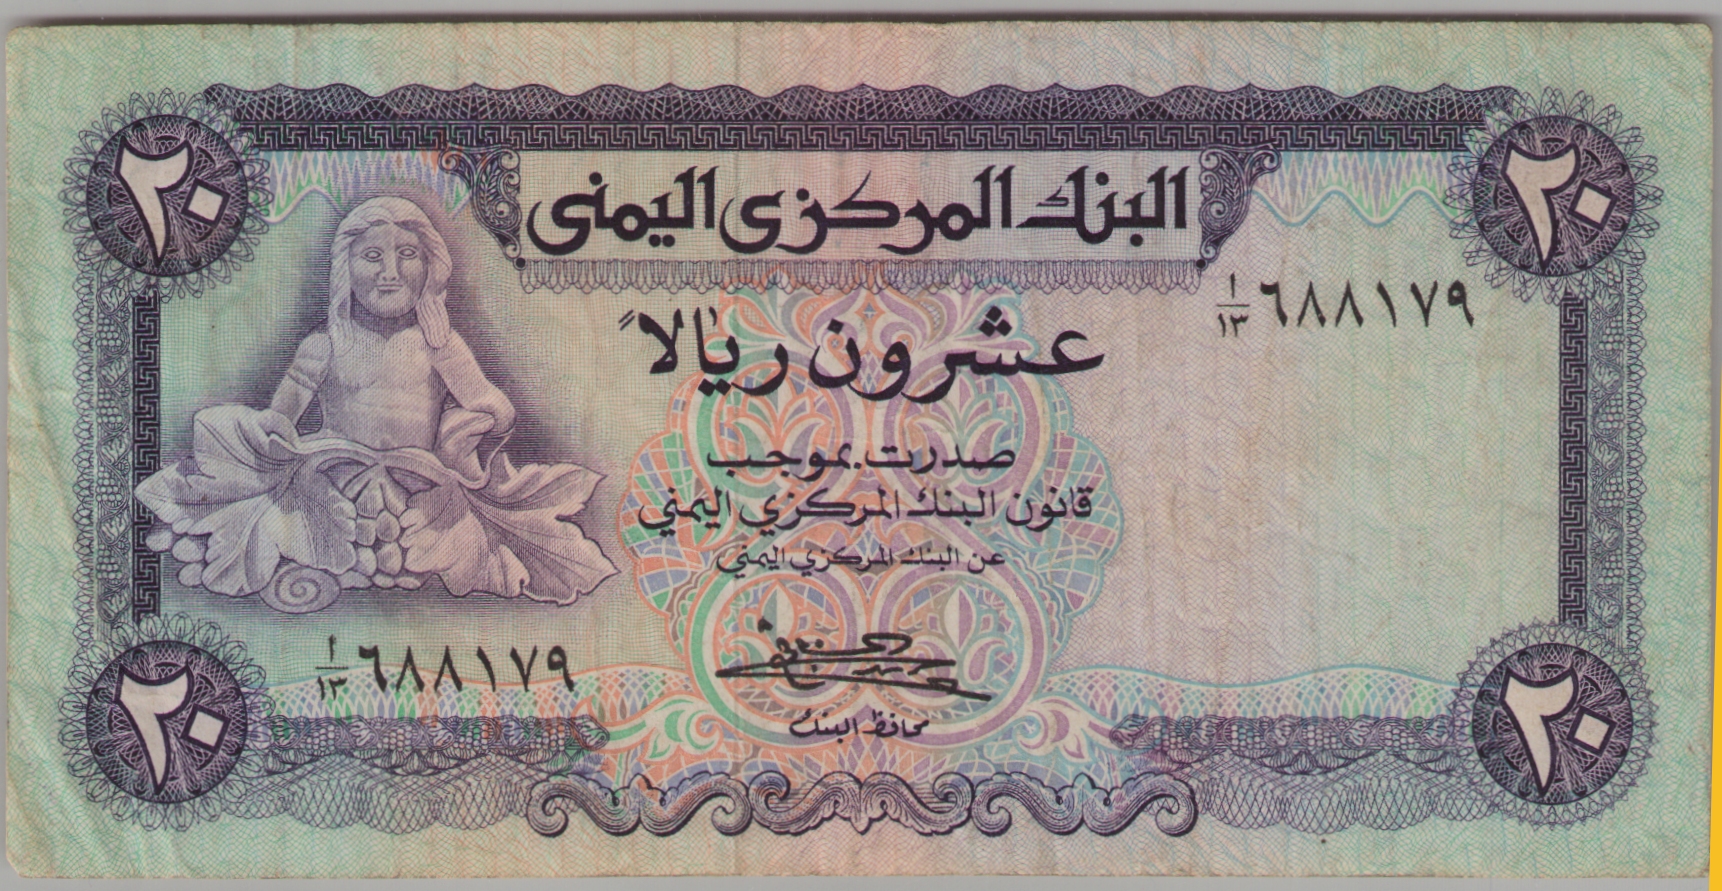 ٢٠
٢٠
البنك المركزى اليمنى
١/١٣ ٦٨٨١٧٩
عشرون ريالاً
صدرت بموجب
قانون البنك المركزي اليمني
عن البنك المركزي اليمني
١/١٣ ٦٨٨١٧٩
محافظ البنك
٢٠
٢٠